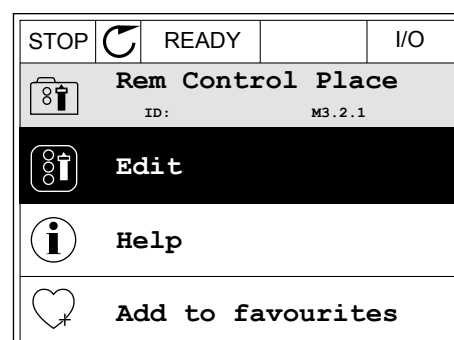 STOP READY I/O
Rem Control Place
ID: M3.2.1
Edit
Help
Add to favourites